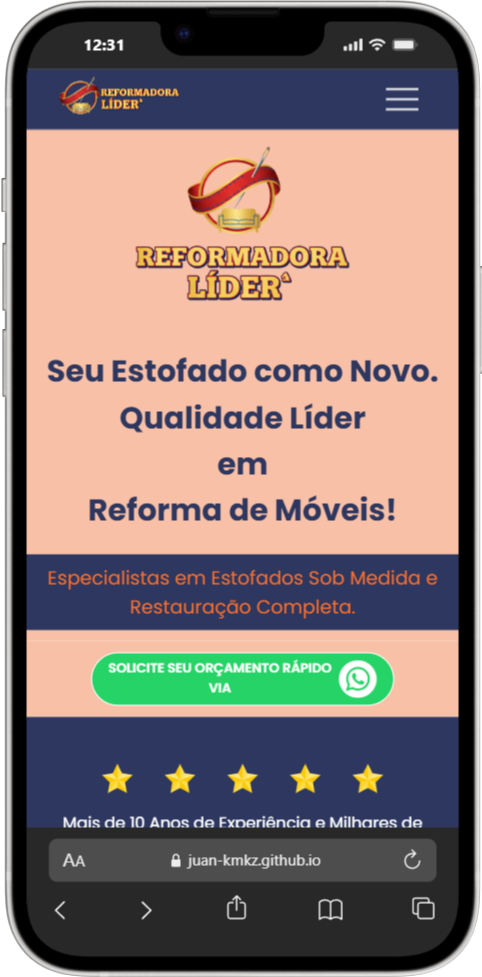 12:31
REFORMADORA
LÍDER^
REFORMADORA
LÍDER^
Seu Estofado como Novo.
Qualidade Líder
em
Reforma de Móveis!
Especialistas em Estofados Sob Medida e
Restauração Completa.
SOLICITE SEU ORÇAMENTO RÁPIDO
VIA
Mais de 10 Anos de Experiência e Milhares de
AA juan-kmkz.github.io